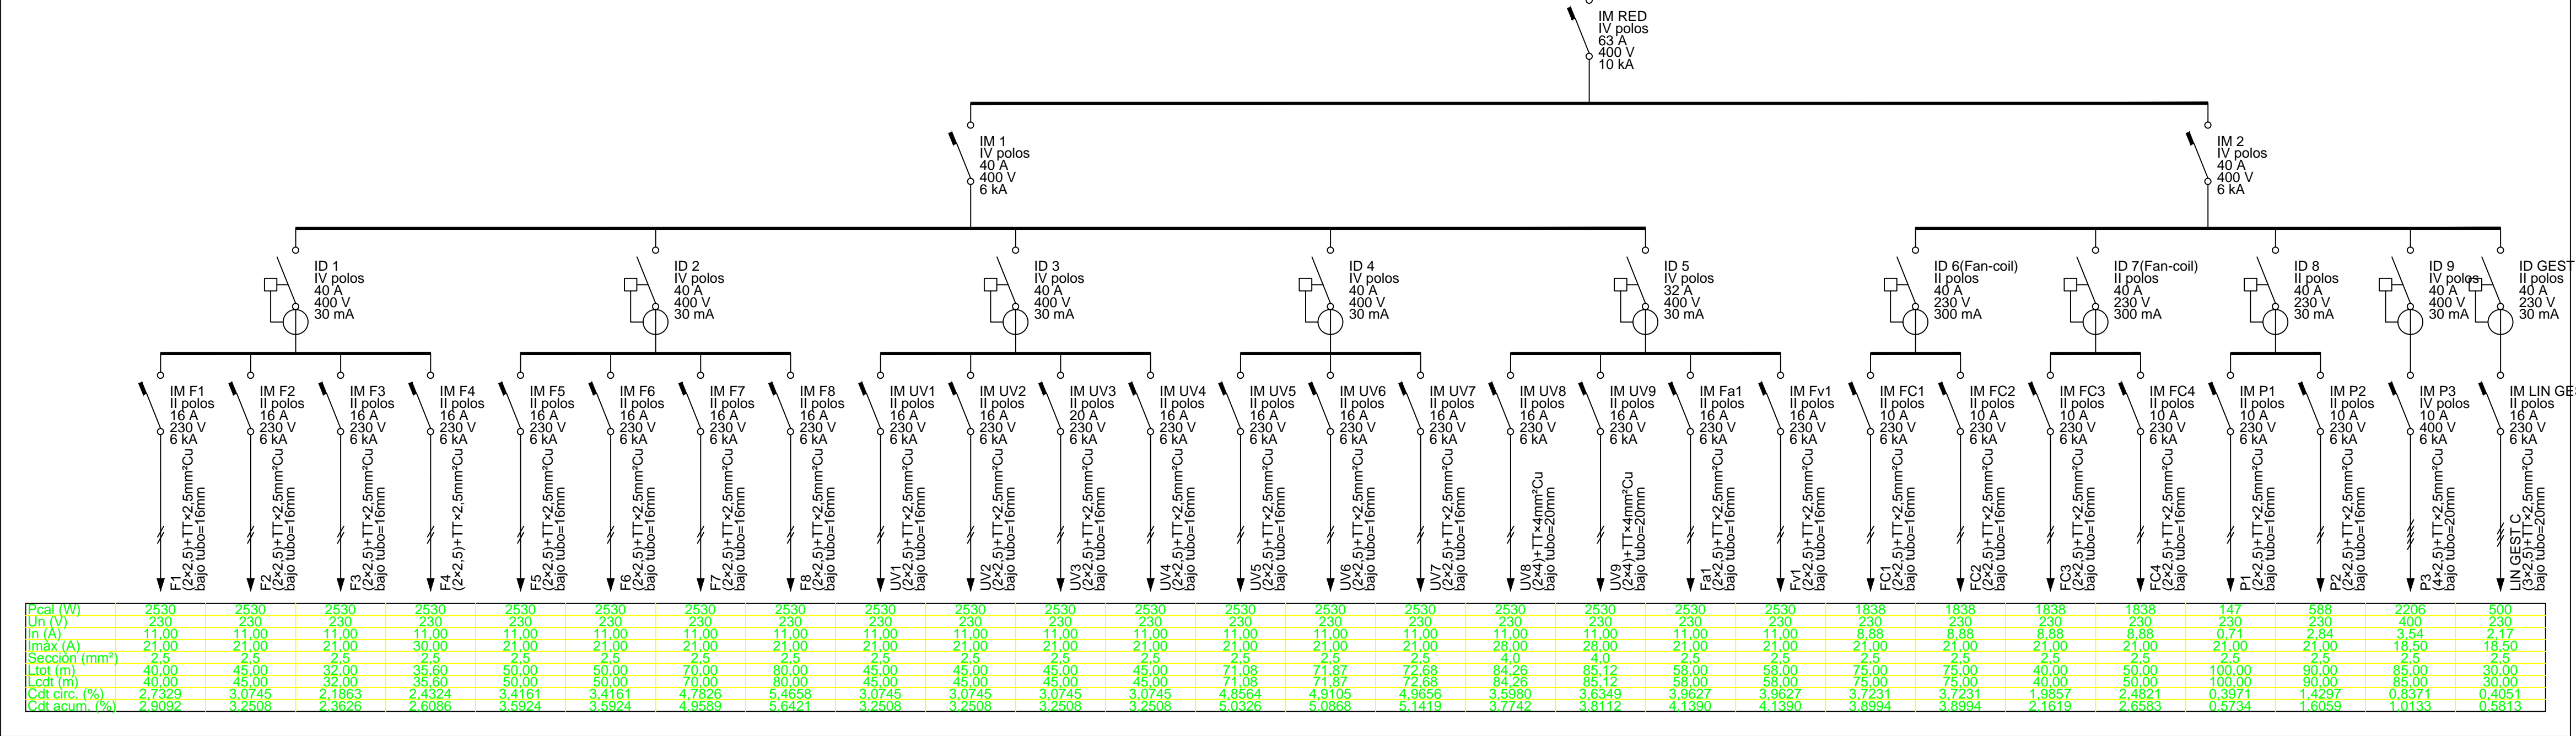 IM RED
IV polos
63 A
400 V
10 kA
IM 1
IV polos
40 A
400 V
6 kA
IM 2
IV polos
40 A
400 V
6 kA
ID 1
IV polos
40 A
400 V
30 mA
ID 2
IV polos
40 A
400 V
30 mA
ID 3
IV polos
40 A
400 V
30 mA
ID 4
IV polos
40 A
400 V
30 mA
ID 5
IV polos
32 A
400 V
30 mA
ID 6(Fan-coil)
II polos
40 A
230 V
300 mA
ID 7(Fan-coil)
II polos
40 A
230 V
300 mA
ID 8
II polos
40 A
230 V
30 mA
ID 9
IV polos
40 A
400 V
30 mA
ID GEST
II polos
40 A
230 V
30 mA
IM F1
II polos
16 A
230 V
6 kA
IM F2
II polos
16 A
230 V
6 kA
IM F3
II polos
16 A
230 V
6 kA
IM F4
II polos
16 A
230 V
6 kA
IM F5
II polos
16 A
230 V
6 kA
IM F6
II polos
16 A
230 V
6 kA
IM F7
II polos
16 A
230 V
6 kA
IM F8
II polos
16 A
230 V
6 kA
IM UV1
II polos
16 A
230 V
6 kA
IM UV2
II polos
16 A
230 V
6 kA
IM UV3
II polos
20 A
230 V
6 kA
IM UV4
II polos
16 A
230 V
6 kA
IM UV5
II polos
16 A
230 V
6 kA
IM UV6
II polos
16 A
230 V
6 kA
IM UV7
II polos
16 A
230 V
6 kA
IM UV8
II polos
16 A
230 V
6 kA
IM UV9
II polos
16 A
230 V
6 kA
IM Fa1
II polos
16 A
230 V
6 kA
IM Fv1
II polos
16 A
230 V
6 kA
IM FC1
II polos
10 A
230 V
6 kA
IM FC2
II polos
10 A
230 V
6 kA
IM FC3
II polos
10 A
230 V
6 kA
IM FC4
II polos
10 A
230 V
6 kA
IM P1
II polos
10 A
230 V
6 kA
IM P2
II polos
10 A
230 V
6 kA
IM P3
IV polos
10 A
400 V
6 kA
IM LIN GE
II polos
16 A
230 V
6 kA
F1
(2×2,5)+TT×2,5mm²Cu
bajo tubo=16mm
F2
(2×2,5)+TT×2,5mm²Cu
bajo tubo=16mm
F3
(2×2,5)+TT×2,5mm²Cu
bajo tubo=16mm
F4
(2×2,5)+TT×2,5mm²Cu
F5
(2×2,5)+TT×2,5mm²Cu
bajo tubo=16mm
F6
(2×2,5)+TT×2,5mm²Cu
bajo tubo=16mm
F7
(2×2,5)+TT×2,5mm²Cu
bajo tubo=16mm
F8
(2×2,5)+TT×2,5mm²Cu
bajo tubo=16mm
UV1
(2×2,5)+TT×2,5mm²Cu
bajo tubo=16mm
UV2
(2×2,5)+TT×2,5mm²Cu
bajo tubo=16mm
UV3
(2×2,5)+TT×2,5mm²Cu
bajo tubo=16mm
UV4
(2×2,5)+TT×2,5mm²Cu
bajo tubo=16mm
UV5
(2×2,5)+TT×2,5mm²Cu
bajo tubo=16mm
UV6
(2×2,5)+TT×2,5mm²Cu
bajo tubo=16mm
UV7
(2×2,5)+TT×2,5mm²Cu
bajo tubo=16mm
UV8
(2×4)+TT×4mm²Cu
bajo tubo=20mm
UV9
(2×4)+TT×4mm²Cu
bajo tubo=20mm
Fa1
(2×2,5)+TT×2,5mm²Cu
bajo tubo=16mm
Fv1
(2×2,5)+TT×2,5mm²Cu
bajo tubo=16mm
FC1
(2×2,5)+TT×2,5mm²Cu
bajo tubo=16mm
FC2
(2×2,5)+TT×2,5mm²Cu
bajo tubo=16mm
FC3
(2×2,5)+TT×2,5mm²Cu
bajo tubo=16mm
FC4
(2×2,5)+TT×2,5mm²Cu
bajo tubo=16mm
P1
(2×2,5)+TT×2,5mm²Cu
bajo tubo=16mm
P2
(2×2,5)+TT×2,5mm²Cu
bajo tubo=16mm
P3
(4×2,5)+TT×2,5mm²Cu
bajo tubo=20mm
LIN GEST C
(3×2,5)+TT×2,5mm²Cu
bajo tubo=20mm
Pcal (W) 2530 2530 2530 2530 2530 2530 2530 2530 2530 2530 2530 2530 2530 2530 2530 2530 2530 2530 2530 1838 1838 1838 1838 147 588 2206 500
Un (V) 230 230 230 230 230 230 230 230 230 230 230 230 230 230 230 230 230 230 230 230 230 230 230 230 230 400 230
In (A) 11,00 11,00 11,00 11,00 11,00 11,00 11,00 11,00 11,00 11,00 11,00 11,00 11,00 11,00 11,00 11,00 11,00 11,00 11,00 8,88 8,88 8,88 8,88 0,71 2,84 3,54 2,17
Imàx (A) 21,00 21,00 21,00 30,00 21,00 21,00 21,00 21,00 21,00 21,00 21,00 21,00 21,00 21,00 21,00 28,00 28,00 21,00 21,00 21,00 21,00 21,00 21,00 21,00 21,00 18,50 18,50
Sección (mm²) 2,5 2,5 2,5 2,5 2,5 2,5 2,5 2,5 2,5 2,5 2,5 2,5 2,5 2,5 2,5 4,0 4,0 2,5 2,5 2,5 2,5 2,5 2,5 2,5 2,5 2,5 2,5
Ltot (m) 40,00 45,00 32,00 35,60 50,00 50,00 70,00 80,00 45,00 45,00 45,00 45,00 71,08 71,87 72,68 84,26 85,12 58,00 58,00 75,00 75,00 40,00 50,00 100,00 90,00 85,00 30,00
Lcdt (m) 40,00 45,00 32,00 35,60 50,00 50,00 70,00 80,00 45,00 45,00 45,00 45,00 71,08 71,87 72,68 84,26 85,12 58,00 58,00 75,00 75,00 40,00 50,00 100,00 90,00 85,00 30,00
Cdt circ. (%) 2,7329 3,0745 2,1863 2,4324 3,4161 3,4161 4,7826 5,4658 3,0745 3,0745 3,0745 3,0745 4,8564 4,9105 4,9656 3,5980 3,6349 3,9627 3,9627 3,7231 3,7231 1,9857 2,4821 0,3971 1,4297 0,8371 0,4051
Cdt acum. (%) 2,9092 3,2508 2,3626 2,6086 3,5924 3,5924 4,9589 5,6421 3,2508 3,2508 3,2508 3,2508 5,0326 5,0868 5,1419 3,7742 3,8112 4,1390 4,1390 3,8994 3,8994 2,1619 2,6583 0,5734 1,6059 1,0133 0,5813